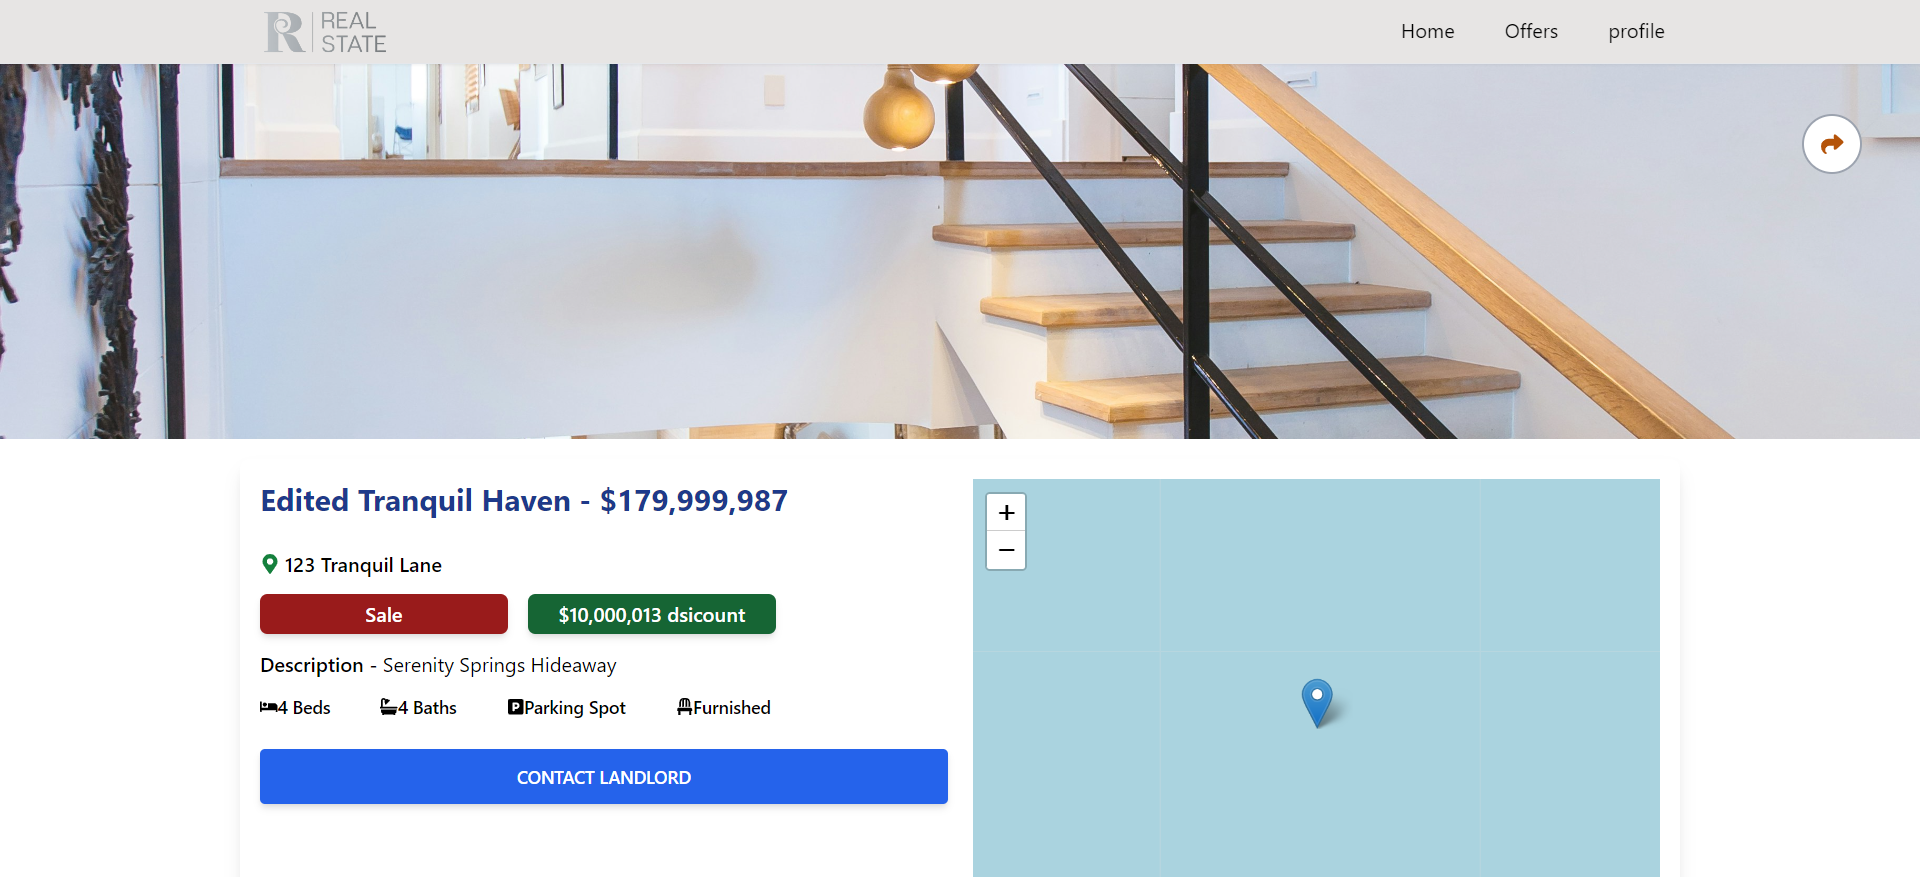 REAL
STATE
Home Offers profile
Edited Tranquil Haven - $179,999,987
123 Tranquil Lane
Sale $10,000,013 dsicount
Description - Serenity Springs Hideaway
4 Beds 4 Baths Parking Spot Furnished
CONTACT LANDLORD
+
−